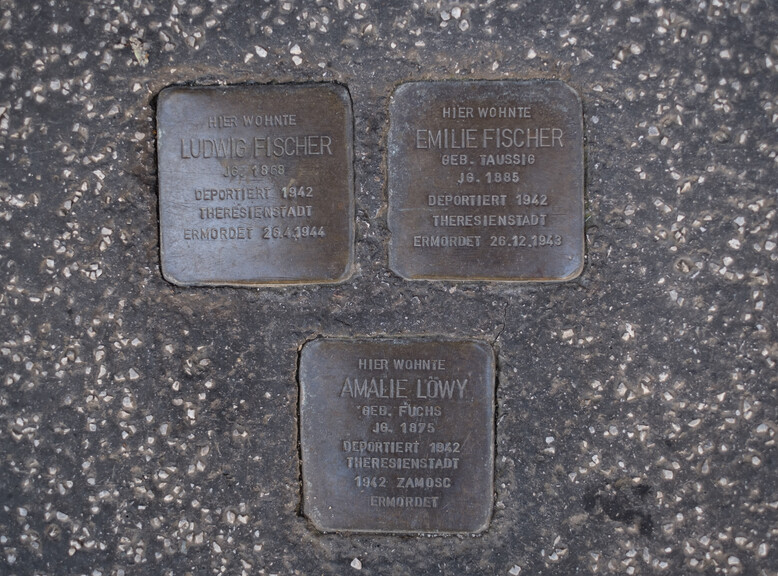 HIER WOHNTE
LUDWIG FISCHER
JG. 1868
DEPORTIERT 1942
THERESIENSTADT
ERMORDET 26.4.1944
HIER WOHNTE
EMILIE FISCHER
GEB. TAUSSIG
JG. 1885
DEPORTIERT 1942
THERESIENSTADT
ERMORDET 26.12.1943
HIER WOHNTE
AMALIE LÖWY
GEB. FUCHS
JG. 1875
DEPORTIERT 1942
THERESIENSTADT
1942 ZAMOSC
ERMORDET